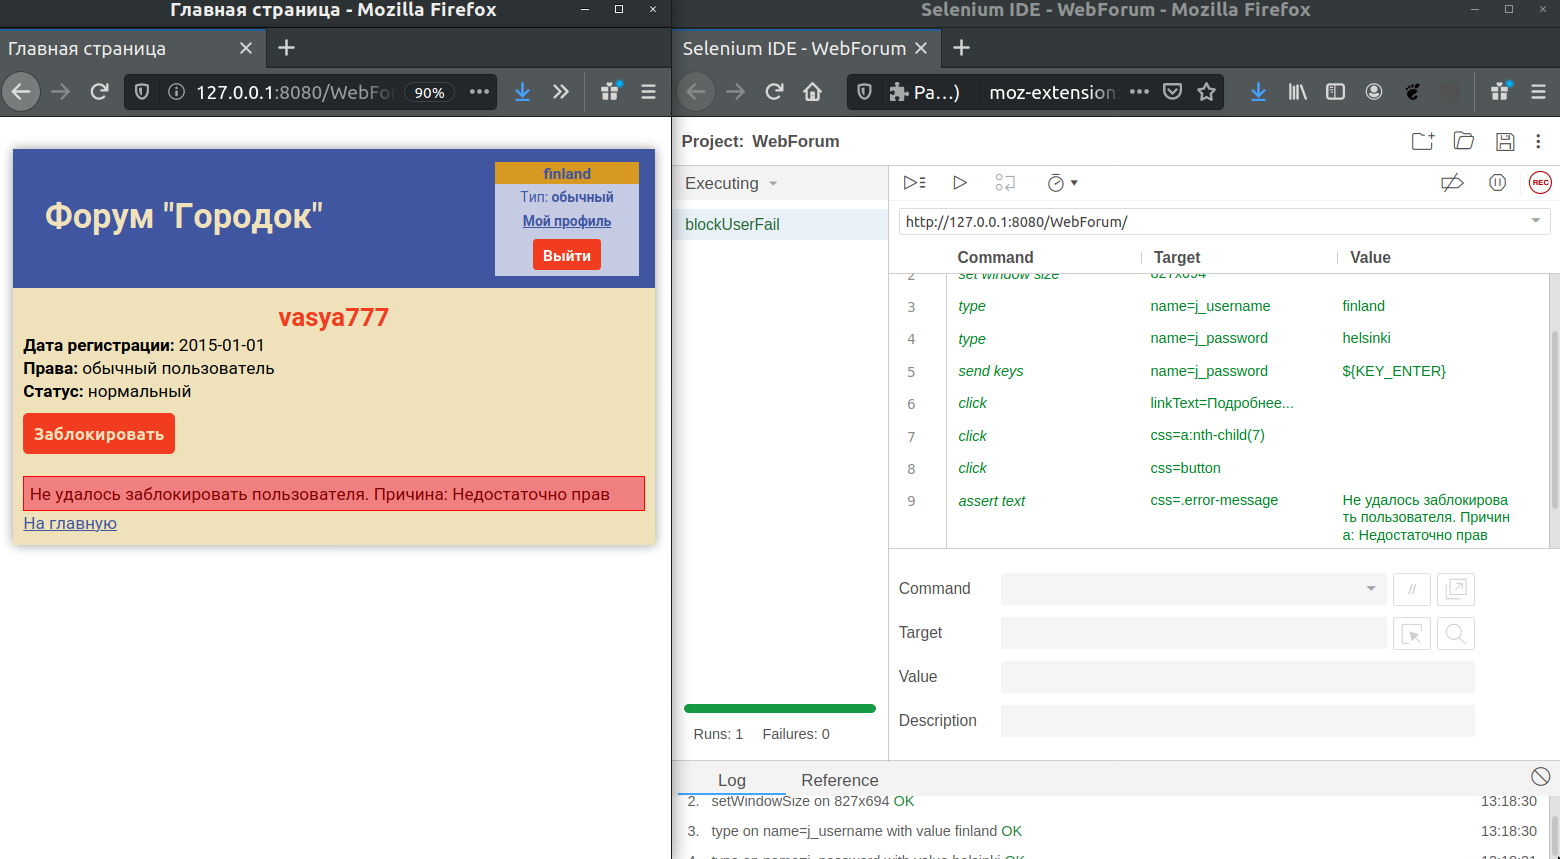 Главная страница - Mozilla Firefox
Главная страница
127.0.0.1:8080/WebFor
90%
Форум "Городок"
finland
Тип: обычный
Мой профиль
Выйти
vasya777
Дата регистрации: 2015-01-01
Права: обычный пользователь
Статус: нормальный
Заблокировать
Не удалось заблокировать пользователя. Причина: Недостаточно прав
На главную
Selenium IDE - WebForum - Mozilla Firefox
Selenium IDE - WebForum
Pa…)
moz-extension:
Project: WebForum
Executing
REC
blockUserFail
http://127.0.0.1:8080/WebForum/
Command Target Value
2 set window size 827x694
3 type name=j_username finland
4 type name=j_password helsinki
5 send keys name=j_password ${KEY_ENTER}
6 click linkText=Подробнее...
7 click css=a:nth-child(7)
8 click css=button
9 assert text css=.error-message Не удалось заблокирова
ть пользователя. Причин
а: Недостаточно прав
Command
//
Target
Value
Description
Runs: 1 Failures: 0
Log Reference
2. setWindowSize on 827x694 OK 13:18:30
3. type on name=j_username with value finland OK 13:18:30
4. type on name=j_password with value helsinki OK 13:18:31